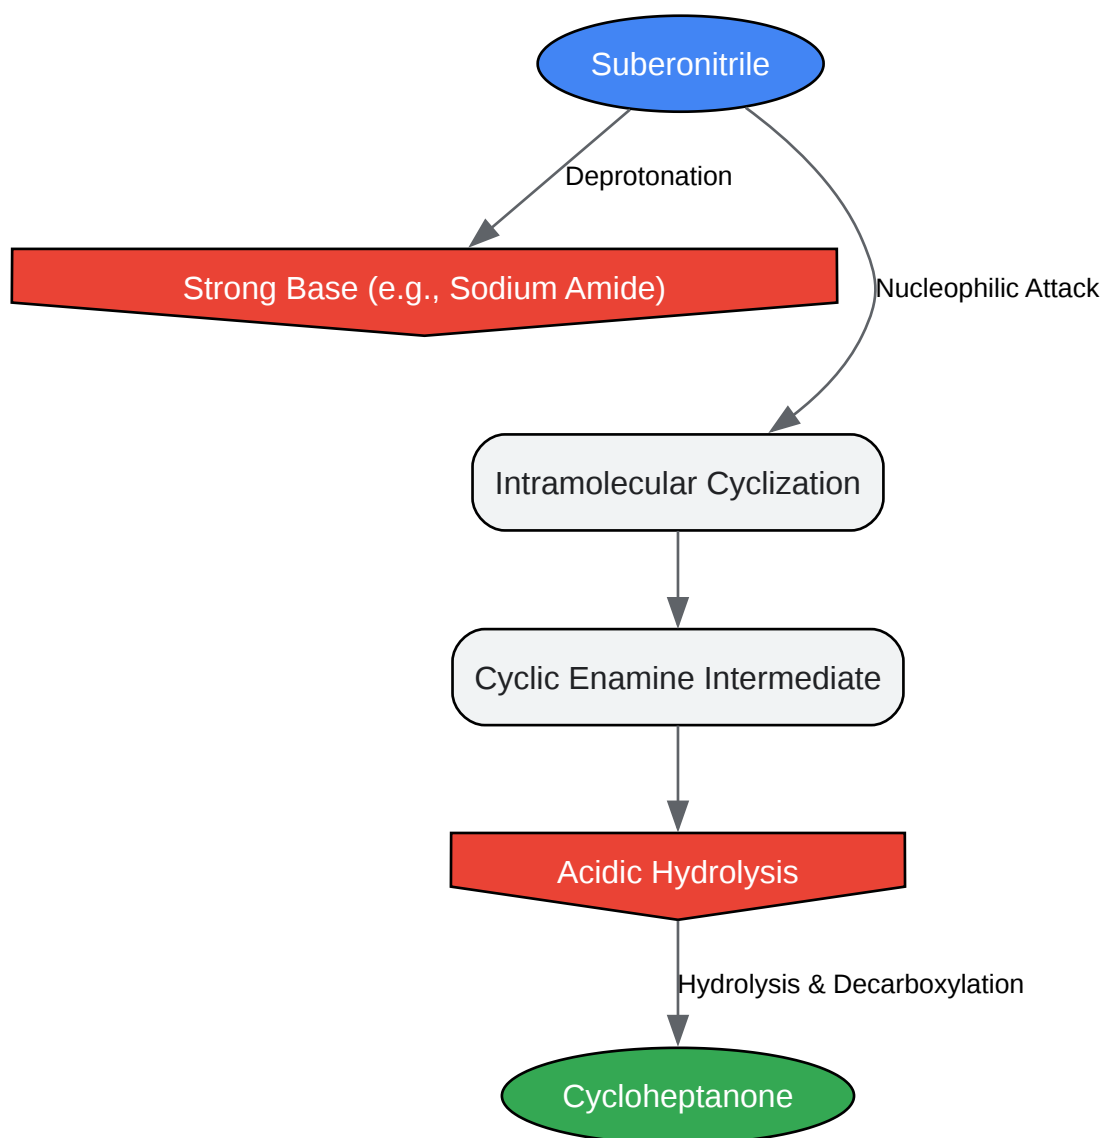 Suberonitrile
Deprotonation
Strong Base (e.g., Sodium Amide)
Nucleophilic Attack
Intramolecular Cyclization
Cyclic Enamine Intermediate
Acidic Hydrolysis
Hydrolysis & Decarboxylation
Cycloheptanone